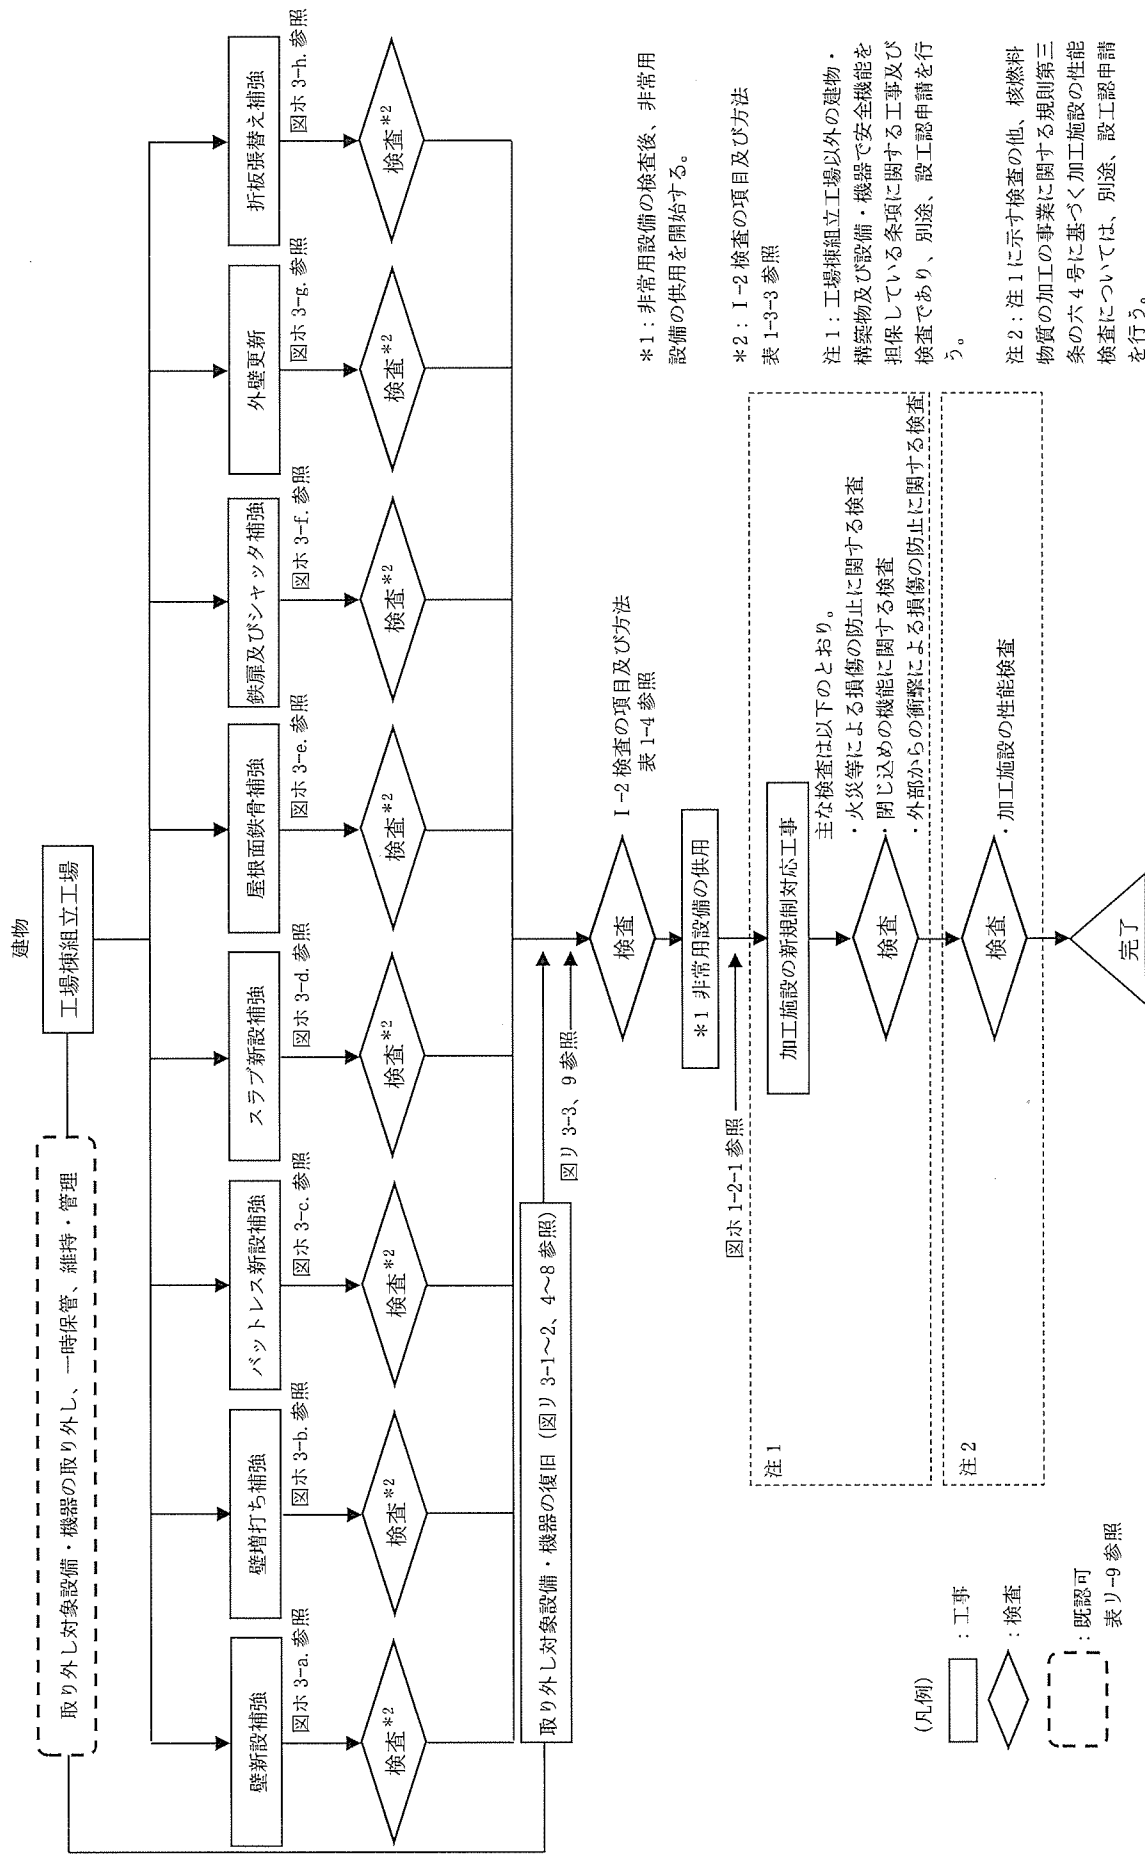 建物
工場棟組立工場
取り外し対象設備・機器の取り外し、一時保管、維持・管理
壁新設補強
図ホ 3-a. 参照
検査*2
壁増打ち補強
図ホ 3-b. 参照
検査*2
バットレス新設補強
図ホ 3-c. 参照
検査*2
スラブ新設補強
図ホ 3-d. 参照
検査*2
屋根面鉄骨補強
図ホ 3-e. 参照
検査*2
鉄扉及びシャッタ補強
図ホ 3-f. 参照
検査*2
外壁更新
図ホ 3-g. 参照
検査*2
折板張替え補強
図ホ 3-h. 参照
検査*2
取り外し対象設備・機器の復旧（図リ 3-1～2、4～8 参照）
図リ 3-3、9 参照
検査
I-2 検査の項目及び方法
表 1-4 参照
*1 非常用設備の供用
図ホ 1-2-1 参照
注 1
加工施設の新規制対応工事
主な検査は以下のとおり。
・火災等による損傷の防止に関する検査
・閉じ込めの機能に関する検査
・外部からの衝撃による損傷の防止に関する検査
検査
注 2
検査
・加工施設の性能検査
完了
*1：非常用設備の検査後、非常用
設備の供用を開始する。
*2：I-2 検査の項目及び方法
表 1-3-3 参照
注 1：工場棟組立工場以外の建物・
構築物及び設備・機器で安全機能を
担保している条項に関する工事及び
検査であり、別途、設工認申請を行
う。
注 2：注 1 に示す検査の他、核燃料
物質の加工の事業に関する規則第三
条の六 4 号に基づく加工施設の性能
検査については、別途、設工認申請
を行う。
(凡例)
：工事
：検査
：既認可
表リ-9 参照